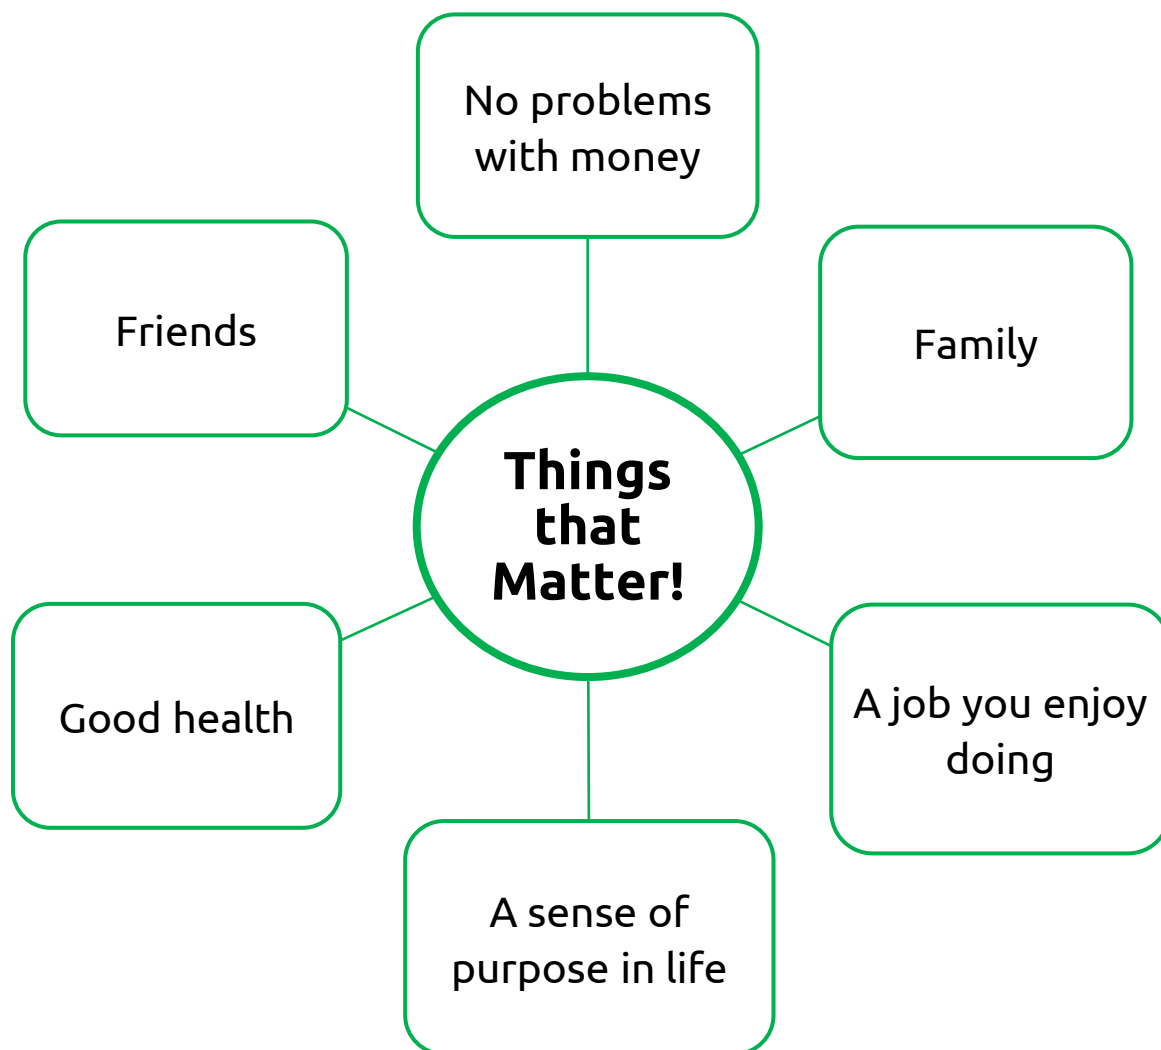 No problems
with money
Friends
Family
Things
that
Matter!
Good health
A job you enjoy
doing
A sense of
purpose in life